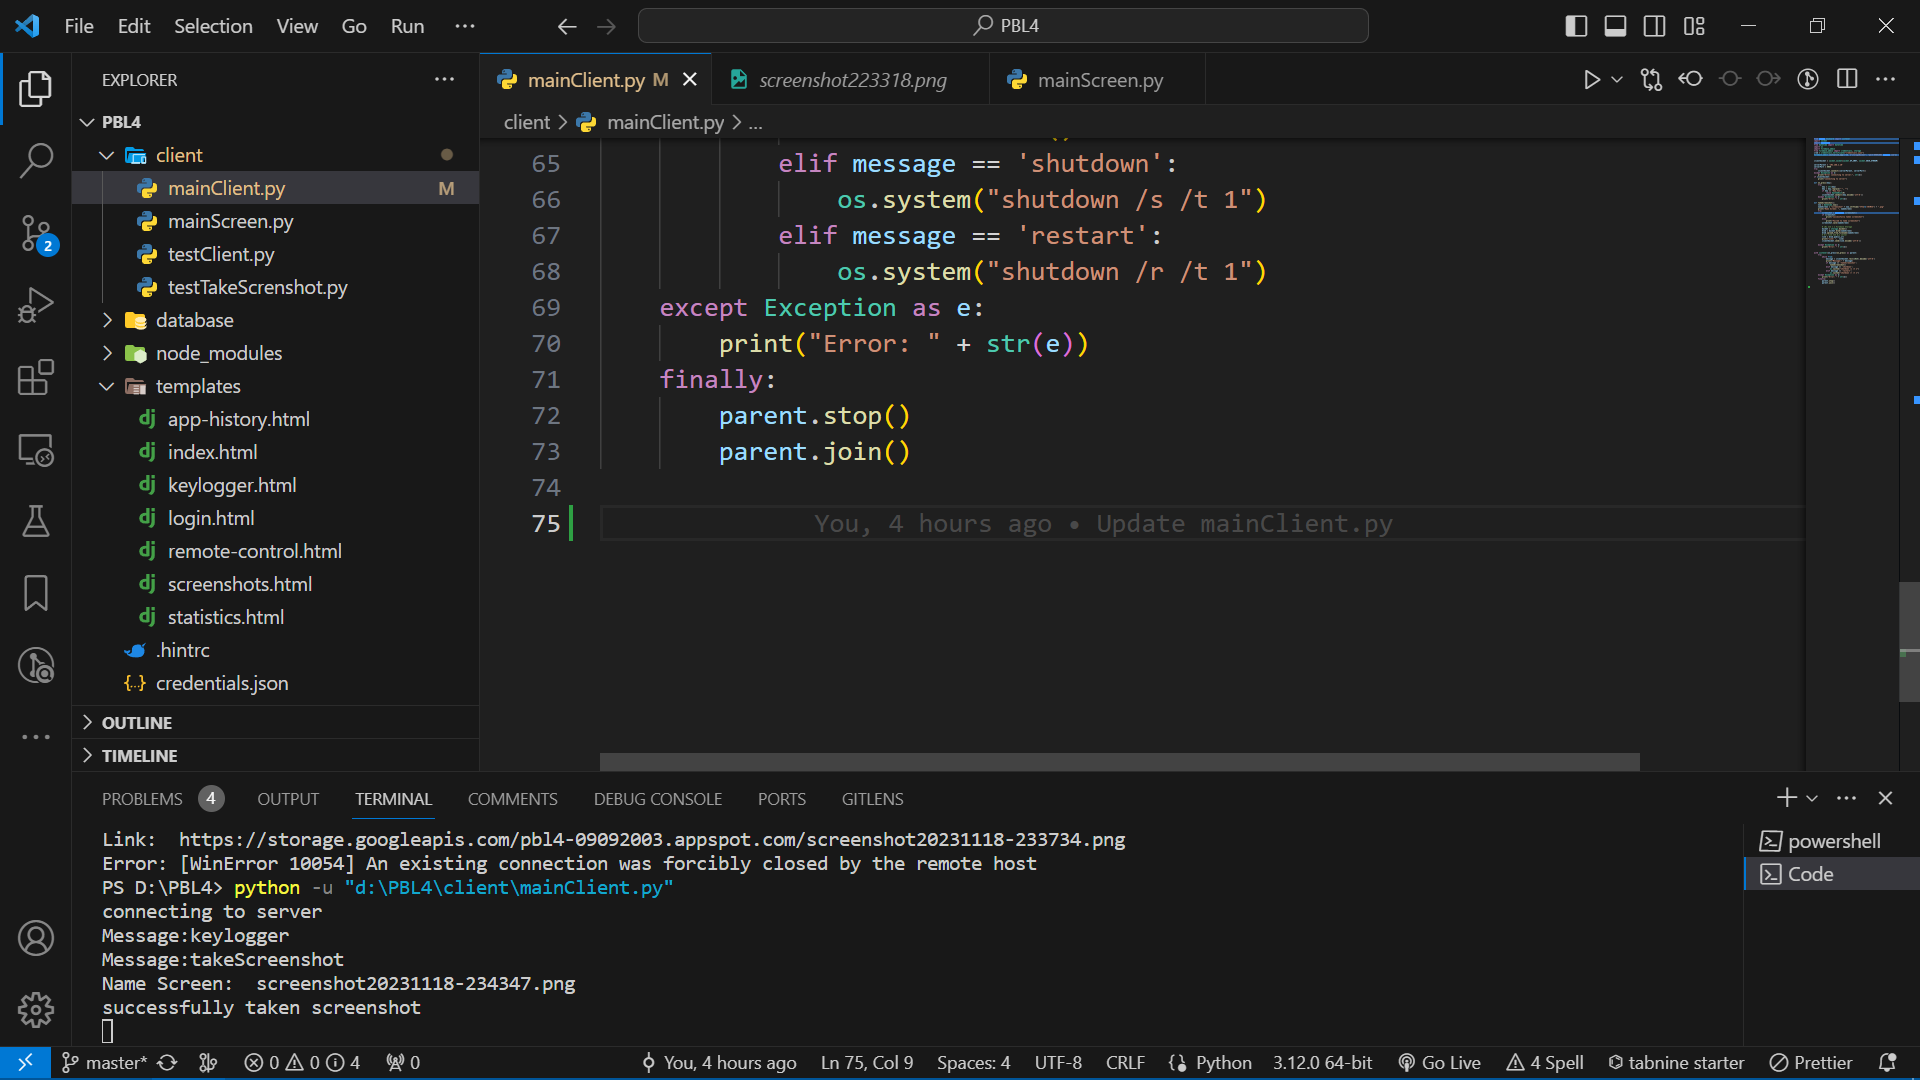 File Edit Selection View Go Run ···
PBL4
EXPLORER
PBL4
client
mainClient.py M
mainScreen.py
testClient.py
testTakeScrenshot.py
database
node_modules
templates
app-history.html
index.html
keylogger.html
login.html
remote-control.html
screenshots.html
statistics.html
.hintrc
credentials.json
OUTLINE
TIMELINE
2
mainClient.py M
screenshot223318.png
mainScreen.py
client > mainClient.py > ...
65 elif message == 'shutdown':
66 os.system("shutdown /s /t 1")
67 elif message == 'restart':
68 os.system("shutdown /r /t 1")
69 except Exception as e:
70 print("Error: " + str(e))
71 finally:
72 parent.stop()
73 parent.join()
74
75 You, 4 hours ago • Update mainClient.py
PROBLEMS 4 OUTPUT TERMINAL COMMENTS DEBUG CONSOLE PORTS GITLENS
Link:  https://storage.googleapis.com/pbl4-09092003.appspot.com/screenshot20231118-233734.png
Error: [WinError 10054] An existing connection was forcibly closed by the remote host
PS D:\PBL4> python -u "d:\PBL4\client\mainClient.py"
connecting to server
Message:keylogger
Message:takeScreenshot
Name Screen:  screenshot20231118-234347.png
successfully taken screenshot
powershell
Code
master* 0 0 4 0 You, 4 hours ago Ln 75, Col 9 Spaces: 4 UTF-8 CRLF Python 3.12.0 64-bit Go Live 4 Spell tabnine starter Prettier